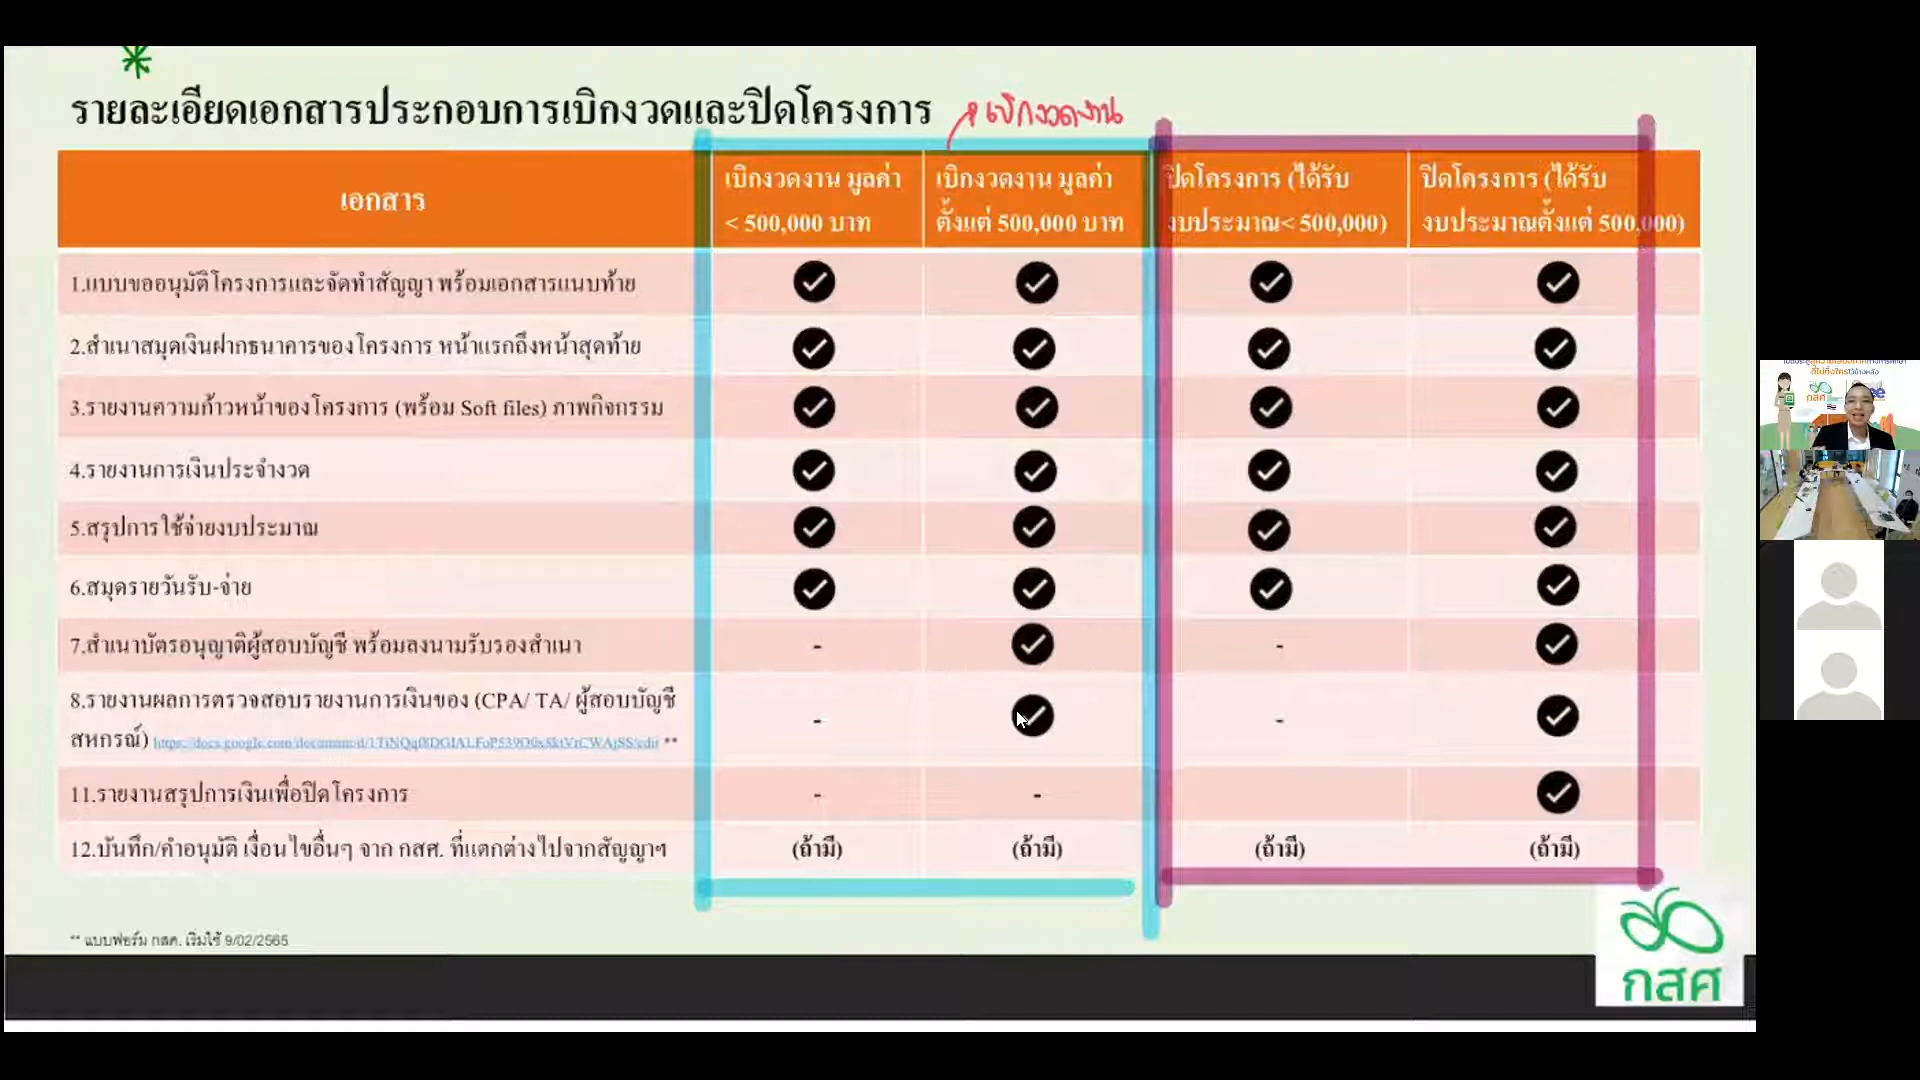 รายละเอียดเอกสารประกอบการเบิกงวดและปิดโครงการ
เบิกงวดงาน
เอกสาร
เบิกงวดงาน มูลค่า
< 500,000 บาท
เบิกงวดงาน มูลค่า
ตั้งแต่ 500,000 บาท
ปิดโครงการ (ได้รับ
งบประมาณ< 500,000)
ปิดโครงการ (ได้รับ
งบประมาณตั้งแต่ 500,000)
1.แบบขออนุมัติโครงการและจัดทำสัญญา พร้อมเอกสารแนบท้าย
2.สำเนาสมุดเงินฝากธนาคารของโครงการ หน้าแรกถึงหน้าสุดท้าย
3.รายงานความก้าวหน้าของโครงการ (พร้อม Soft files) ภาพกิจกรรม
4.รายงานการเงินประจำงวด
5.สรุปการใช้จ่ายงบประมาณ
6.สมุดรายวันรับ-จ่าย
7.สำเนาบัตรอนุญาติผู้สอบบัญชี พร้อมลงนามรับรองสำเนา
- -
8.รายงานผลการตรวจสอบรายงานการเงินของ (CPA/ TA/ ผู้สอบบัญชี
สหกรณ์) **
- -
11.รายงานสรุปการเงินเพื่อปิดโครงการ
- -
12.บันทึก/คำอนุมัติ เงื่อนไขอื่นๆ จาก กสศ. ที่แตกต่างไปจากสัญญาฯ
(ถ้ามี) (ถ้ามี) (ถ้ามี) (ถ้ามี)
** แบบฟอร์ม กสศ. เริ่มใช้ 9/02/2565
กสศ
ที่ไม่ทิ้งใครไว้ข้างหลัง
กสศ